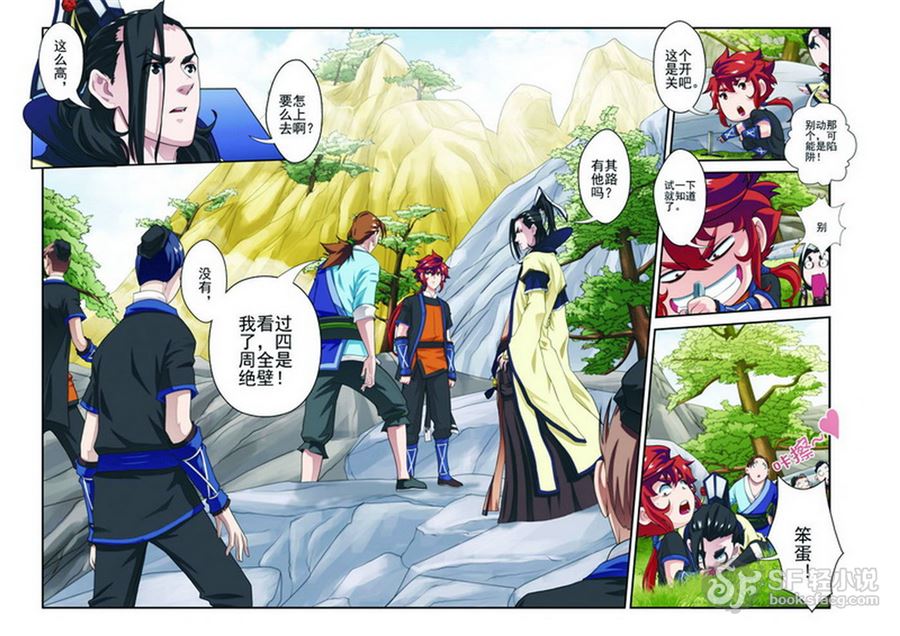 这么高，
要怎
么上
去啊？
没有，
我看过
了，四
周全是
绝壁！
有其
他路
吗？
这个
是开
关吧。
别动，那
个可
能是陷
阱！
试一下
就知道
了。
别
咔擦~
笨蛋！
SF轻小说
book.sfacg.com